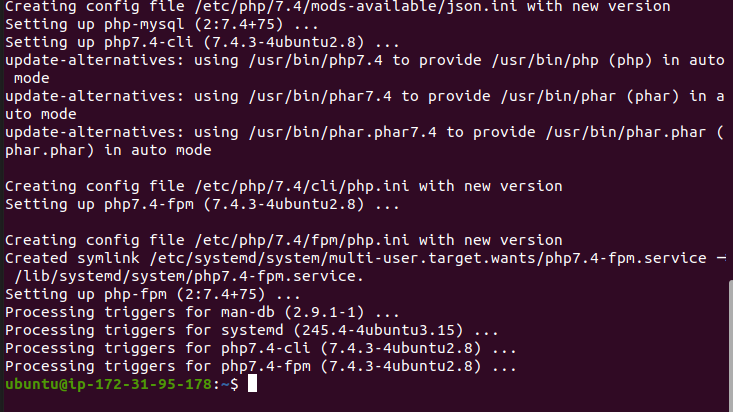 Creating config file /etc/php/7.4/mods-available/json.ini with new version
Setting up php-mysql (2:7.4+75) ...
Setting up php7.4-cli (7.4.3-4ubuntu2.8) ...
update-alternatives: using /usr/bin/php7.4 to provide /usr/bin/php (php) in auto
 mode
update-alternatives: using /usr/bin/phar7.4 to provide /usr/bin/phar (phar) in a
uto mode
update-alternatives: using /usr/bin/phar.phar7.4 to provide /usr/bin/phar.phar (
phar.phar) in auto mode
Creating config file /etc/php/7.4/cli/php.ini with new version
Setting up php7.4-fpm (7.4.3-4ubuntu2.8) ...
Creating config file /etc/php/7.4/fpm/php.ini with new version
Created symlink /etc/systemd/system/multi-user.target.wants/php7.4-fpm.service →
 /lib/systemd/system/php7.4-fpm.service.
Setting up php-fpm (2:7.4+75) ...
Processing triggers for man-db (2.9.1-1) ...
Processing triggers for systemd (245.4-4ubuntu3.15) ...
Processing triggers for php7.4-cli (7.4.3-4ubuntu2.8) ...
Processing triggers for php7.4-fpm (7.4.3-4ubuntu2.8) ...
ubuntu@ip-172-31-95-178:~$